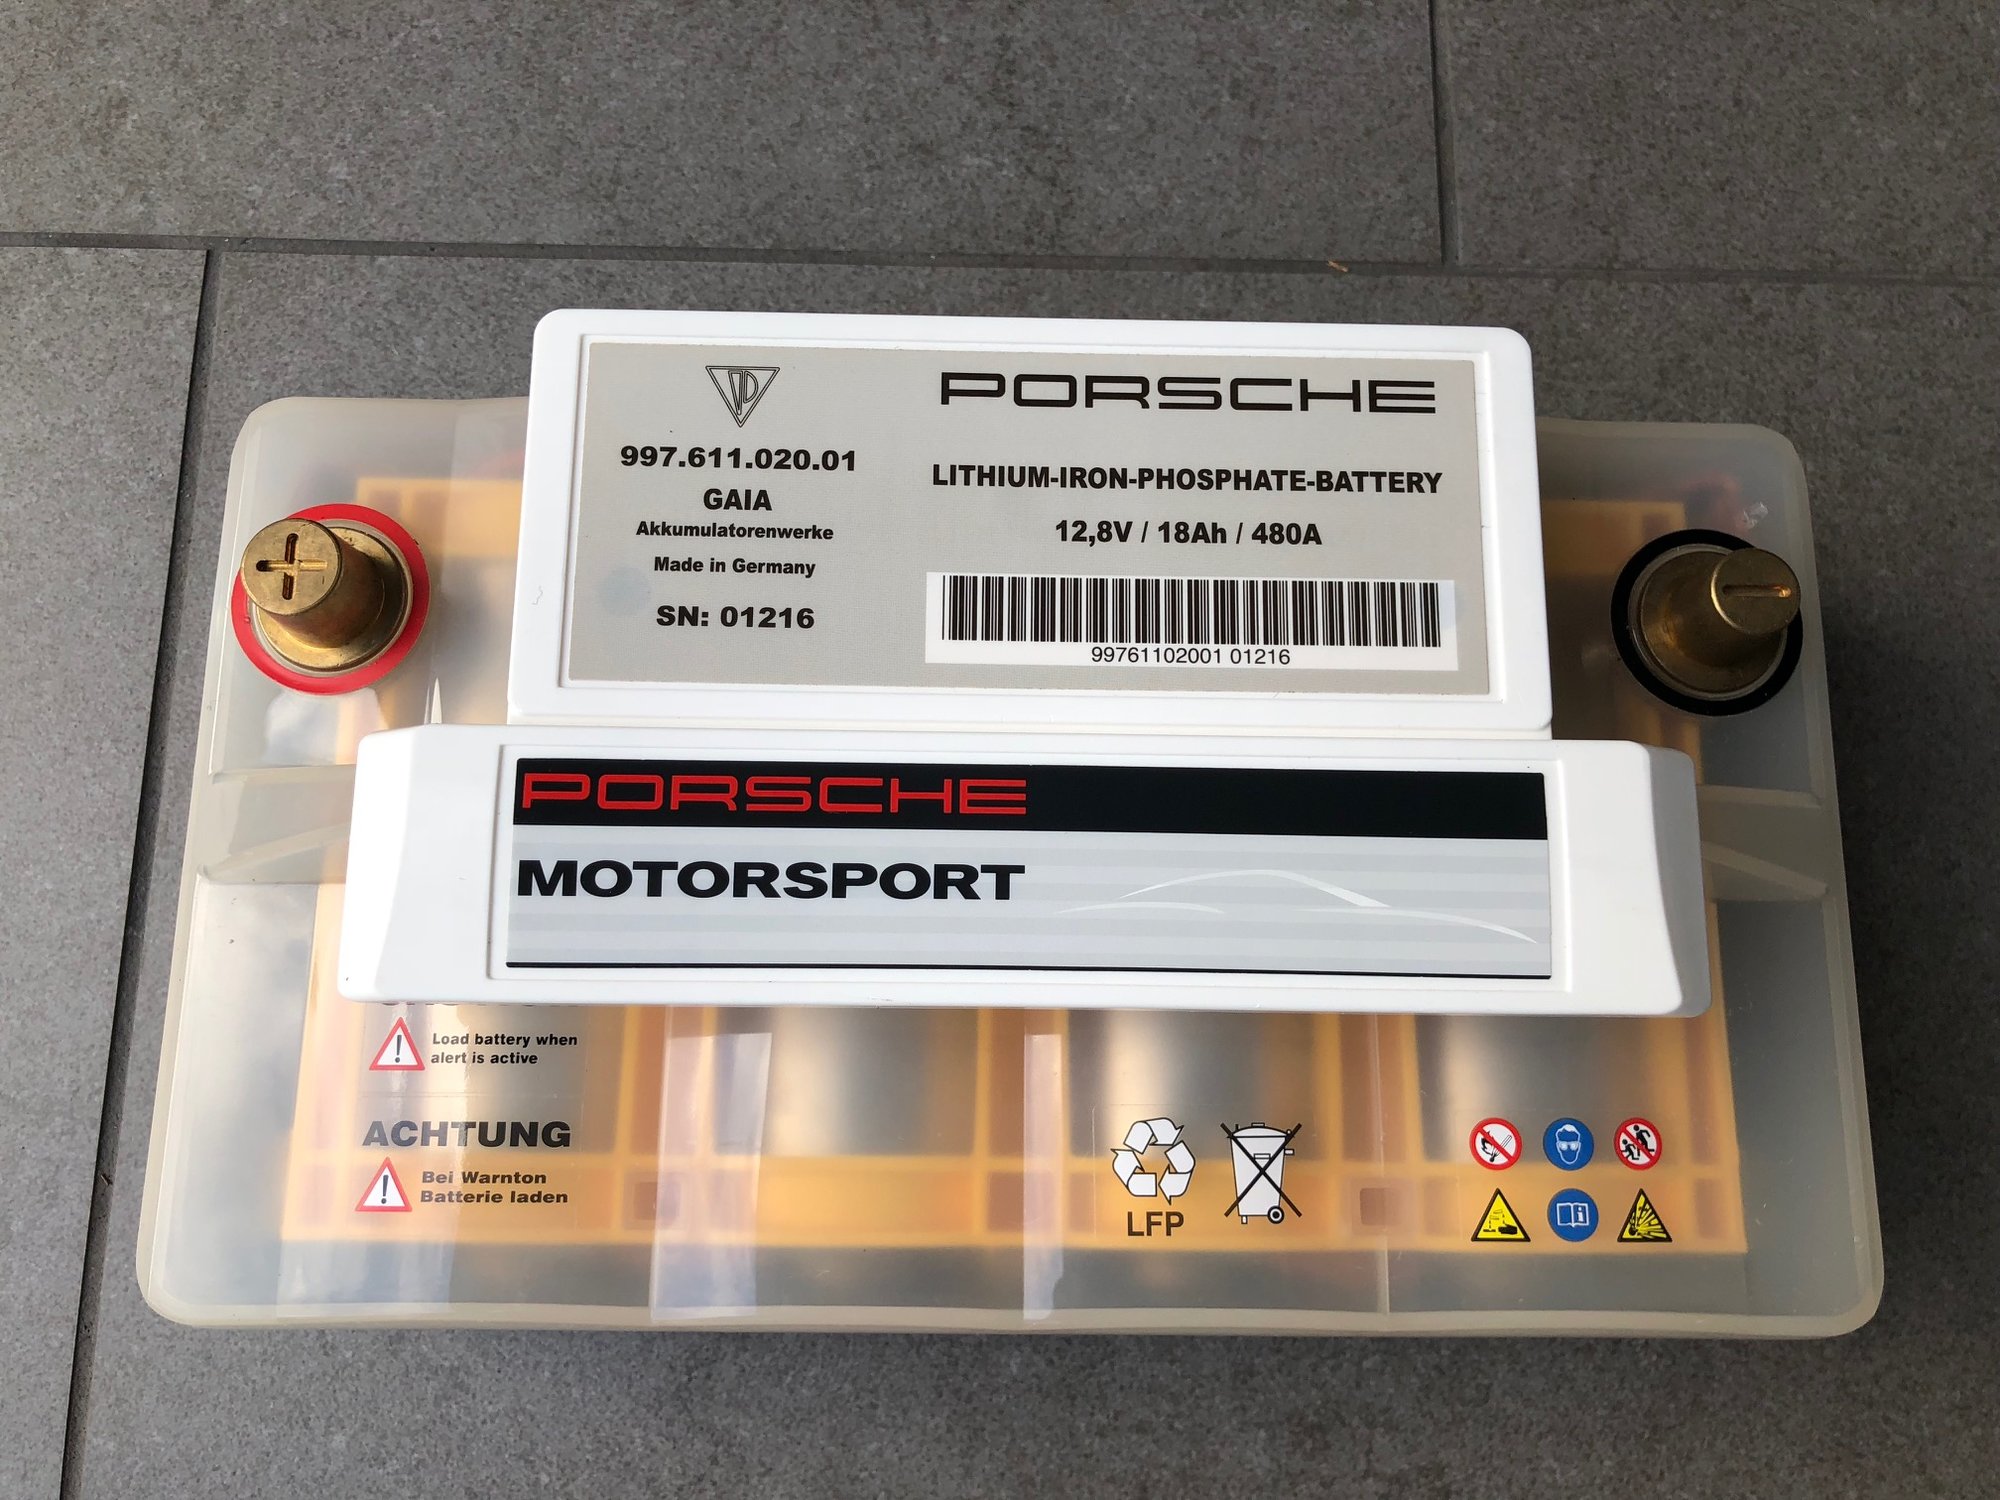 PORSCHE
997.611.020.01
GAIA
Akkumulatorenwerke
Made in Germany
SN: 01216
LITHIUM-IRON-PHOSPHATE-BATTERY
12,8V / 18Ah / 480A
99761102001 01216
PORSCHE
MOTORSPORT
Load battery when
alert is active
ACHTUNG
Bei Warnton
Batterie laden
LFP